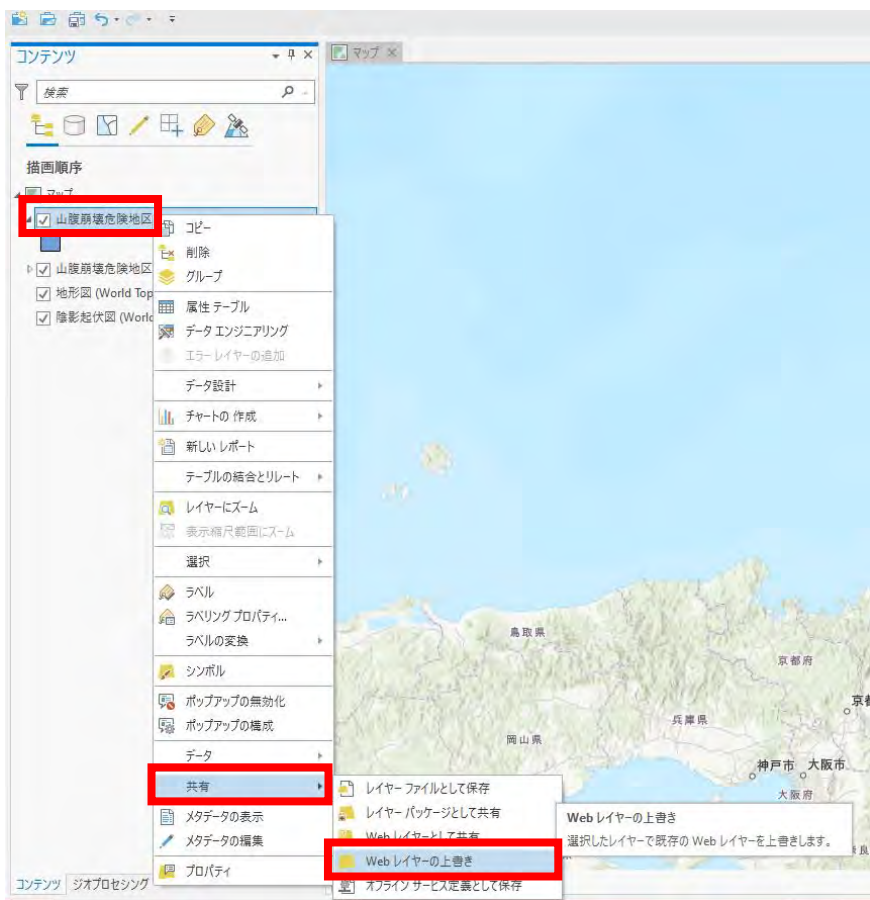 コンテンツ
マップ
検索
描画順序
マップ
山腹崩壊危険地区
山腹崩壊危険地区
地形図 (World Top
陰影起伏図 (World
コピー
削除
グループ
属性 テーブル
データ エンジニアリング
エラー レイヤーの追加
データ設計
チャートの 作成
新しい レポート
テーブルの結合とリレート
レイヤーにズーム
表示縮尺範囲にズーム
選択
ラベル
ラベリング プロパティ...
ラベルの変換
シンボル
ポップアップの無効化
ポップアップの構成
データ
共有
メタデータの表示
メタデータの編集
プロパティ
レイヤー ファイルとして保存
レイヤー パッケージとして共有
Web レイヤーとして共有
Web レイヤーの上書き
オフライン サービス定義として保存
Web レイヤーの上書き
選択したレイヤーで既存の Web レイヤーを上書きします。
鳥取県
京都府
京都
兵庫県
岡山県
神戸市
大阪市
大阪府
奈良
コンテンツ
ジオプロセシング